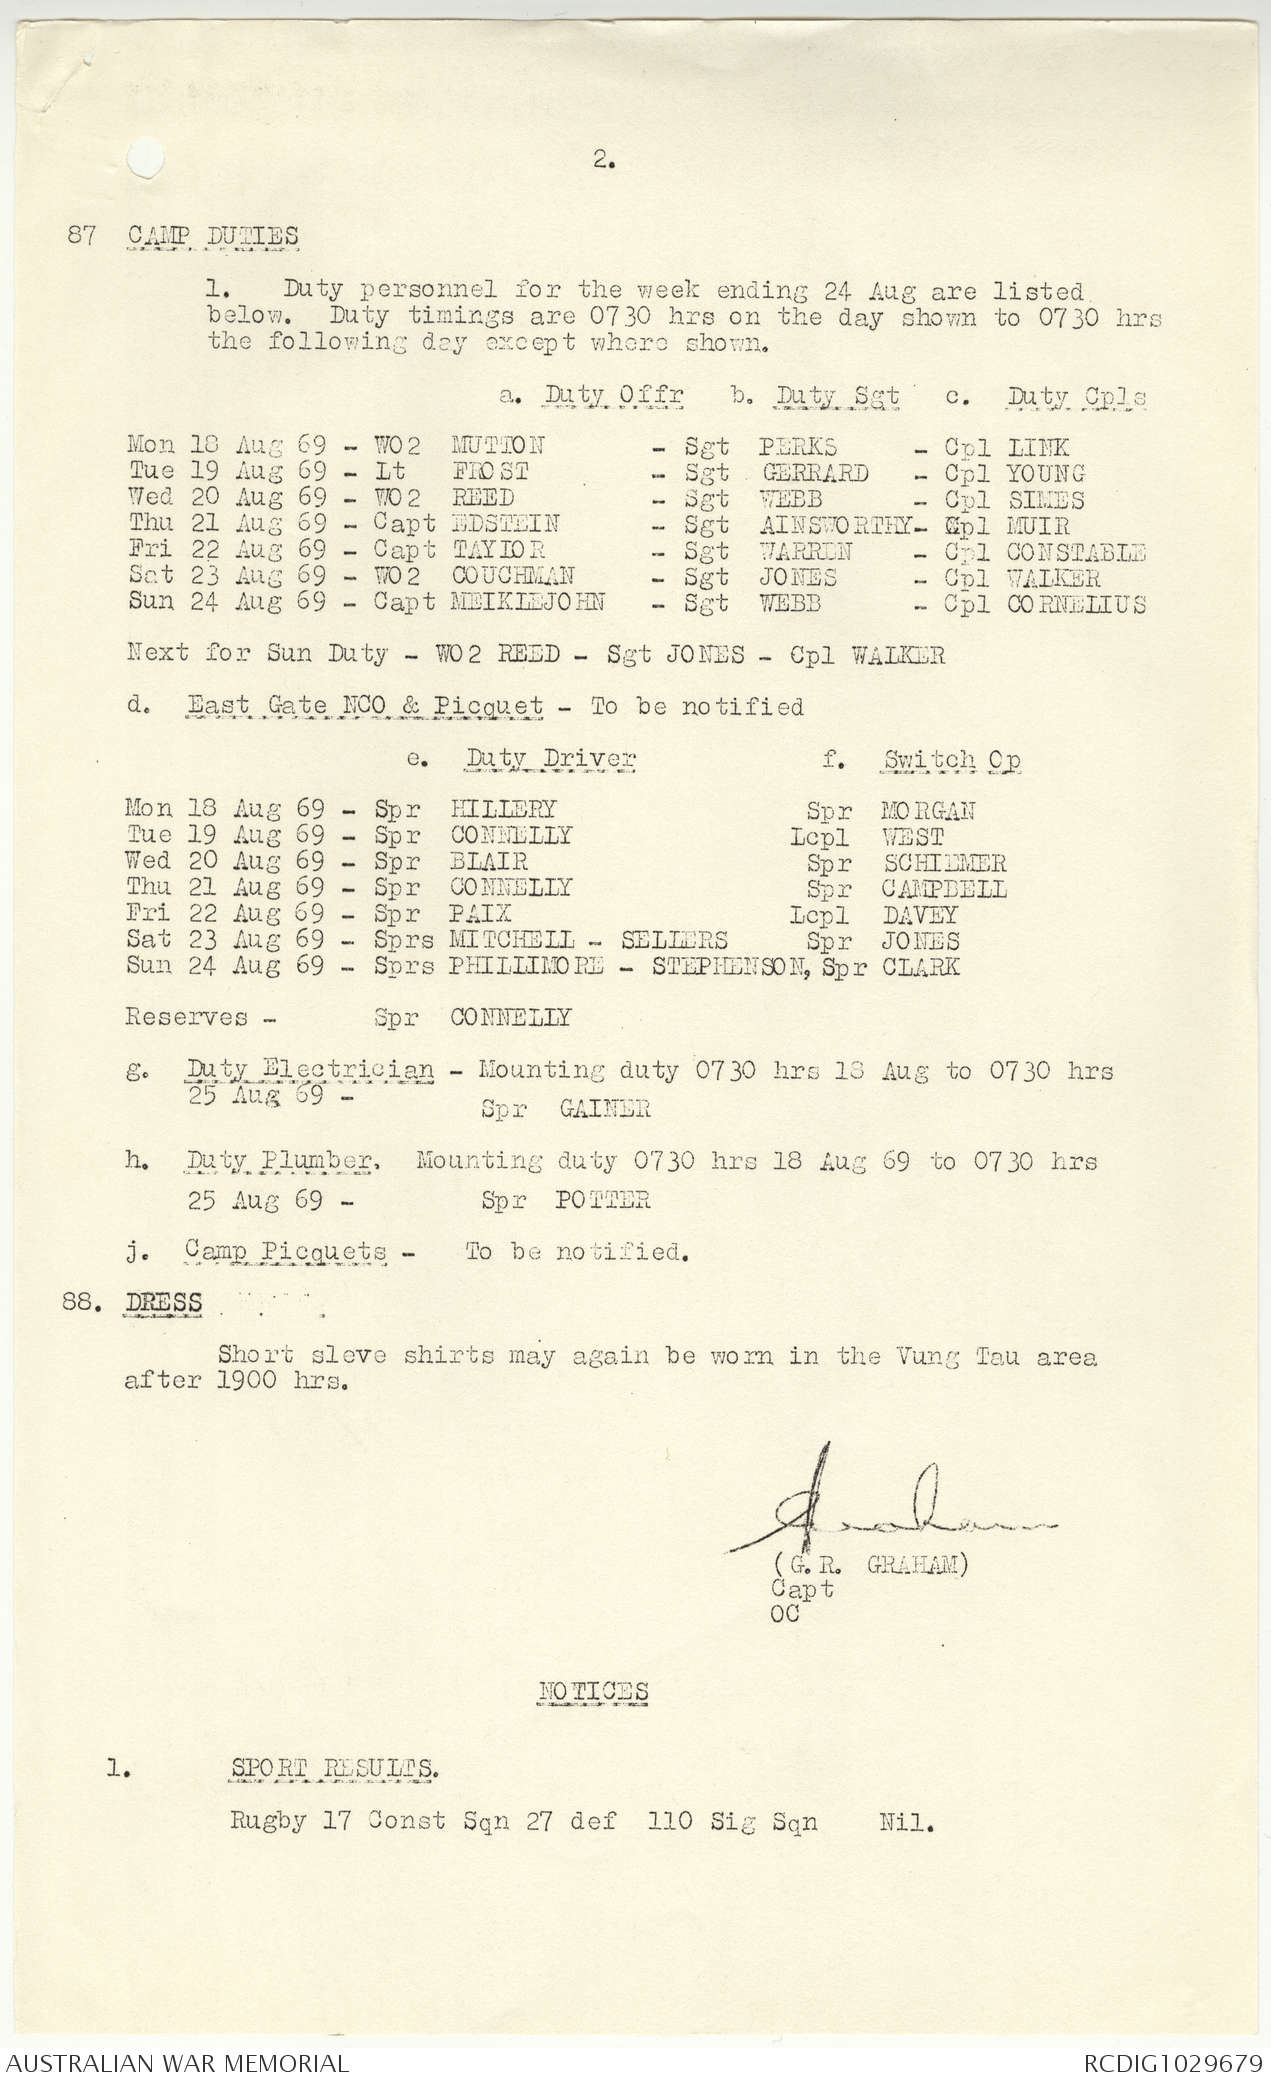 2.
87 CAMP DUTIES
1. Duty personnel for the week ending 24 Aug are listed
below. Duty timings are 0730 hrs on the day shown to 0730 hrs
the following day except where shown.
a. Duty Offr b. Duty Sgt c. Duty Cpls
Mon 18 Aug 69 - WO2 MUTTON - Sgt PERKS - Cpl LINK
Tue 19 Aug 69 - Lt FROST - Sgt GERRARD - Cpl YOUNG
Wed 20 Aug 69 - WO2 REED - Sgt WEBB - Cpl SIMES
Thu 21 Aug 69 - Capt EDSTEIN - Sgt AINSWORTHY - Cpl MUIR
Fri 22 Aug 69 - Capt TAYLOR - Sgt WARREN - Cpl CONSTABLE
Sat 23 Aug 69 - WO2 COUCHMAN - Sgt JONES - Cpl WALKER
Sun 24 Aug 69 - Capt MEIKLEJOHN - Sgt WEBB - Cpl CORNELIUS
Next for Sun Duty - WO2 REED - Sgt JONES - Cpl WALKER
d. East Gate NCO & Picquet - To be notified
e. Duty Driver f. Switch Op
Mon 18 Aug 69 - Spr HILLERY Spr MORGAN
Tue 19 Aug 69 - Spr CONNELLY Lcpl WEST
Wed 20 Aug 69 - Spr BLAIR Spr SCHIEMER
Thu 21 Aug 69 - Spr CONNELLY Spr CAMPBELL
Fri 22 Aug 69 - Spr PAIX Lcpl DAVEY
Sat 23 Aug 69 - Sprs MITCHELL - SELLERS Spr JONES
Sun 24 Aug 69 - Sprs PHILLIMORE - STEPHENSON, Spr CLARK
Reserves - Spr CONNELLY
g. Duty Electrician - Mounting duty 0730 hrs 18 Aug to 0730 hrs
25 Aug 69 -
Spr GAINER
h. Duty Plumber. Mounting duty 0730 hrs 18 Aug 69 to 0730 hrs
25 Aug 69 - Spr POTTER
j. Camp Picquets - To be notified.
88. DRESS
Short sleve shirts may again be worn in the Vung Tau area
after 1900 hrs.
Graham
(G.R. GRAHAM)
Capt
OC
NOTICES
1. SPORT RESULTS.
Rugby 17 Const Sqn 27 def 110 Sig Sqn Nil.
AUSTRALIAN WAR MEMORIAL RCDIG1029679